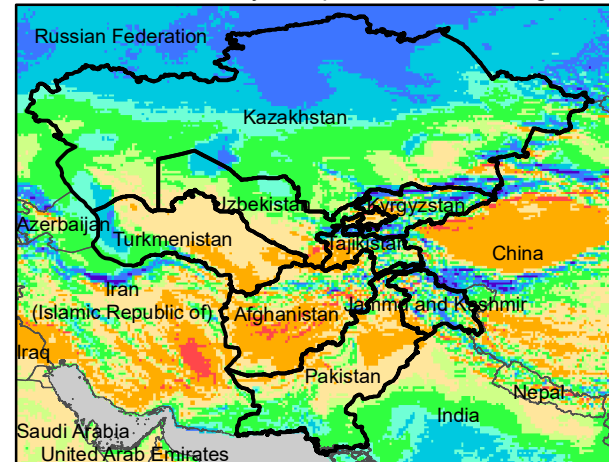 Russian Federation
Kazakhstan
Uzbekistan
Kyrgyzstan
Azerbaijan
Turkmenistan
Tajikistan
China
Iran
(Islamic Republic of)
Afghanistan
Jammu and Kashmir
Iraq
Pakistan
Nepal
India
Saudi Arabia
United Arab Emirates